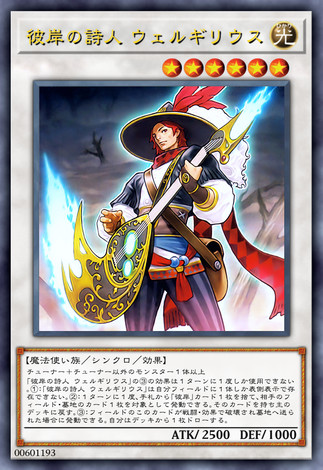 彼岸の詩人 ウェルギリウス
光
【魔法使い族／シンクロ／効果】
チューナー＋チューナー以外のモンスター１体以上
「彼岸の詩人 ウェルギリウス」の③の効果は１ターンに１度しか使用できない
。①：「彼岸の詩人 ウェルギリウス」は自分フィールドに１体しか表側表示で存
在できない。②：１ターンに１度、手札から「彼岸」カード１枚を捨て、相手のフ
ィールド・墓地のカード１枚を対象として発動できる。そのカードを持ち主の
デッキに戻す。③：フィールドのこのカードが戦闘・効果で破壊され墓地へ送
られた場合に発動できる。自分はデッキから１枚ドローする。
ATK/ 2500 DEF/1000
00601193